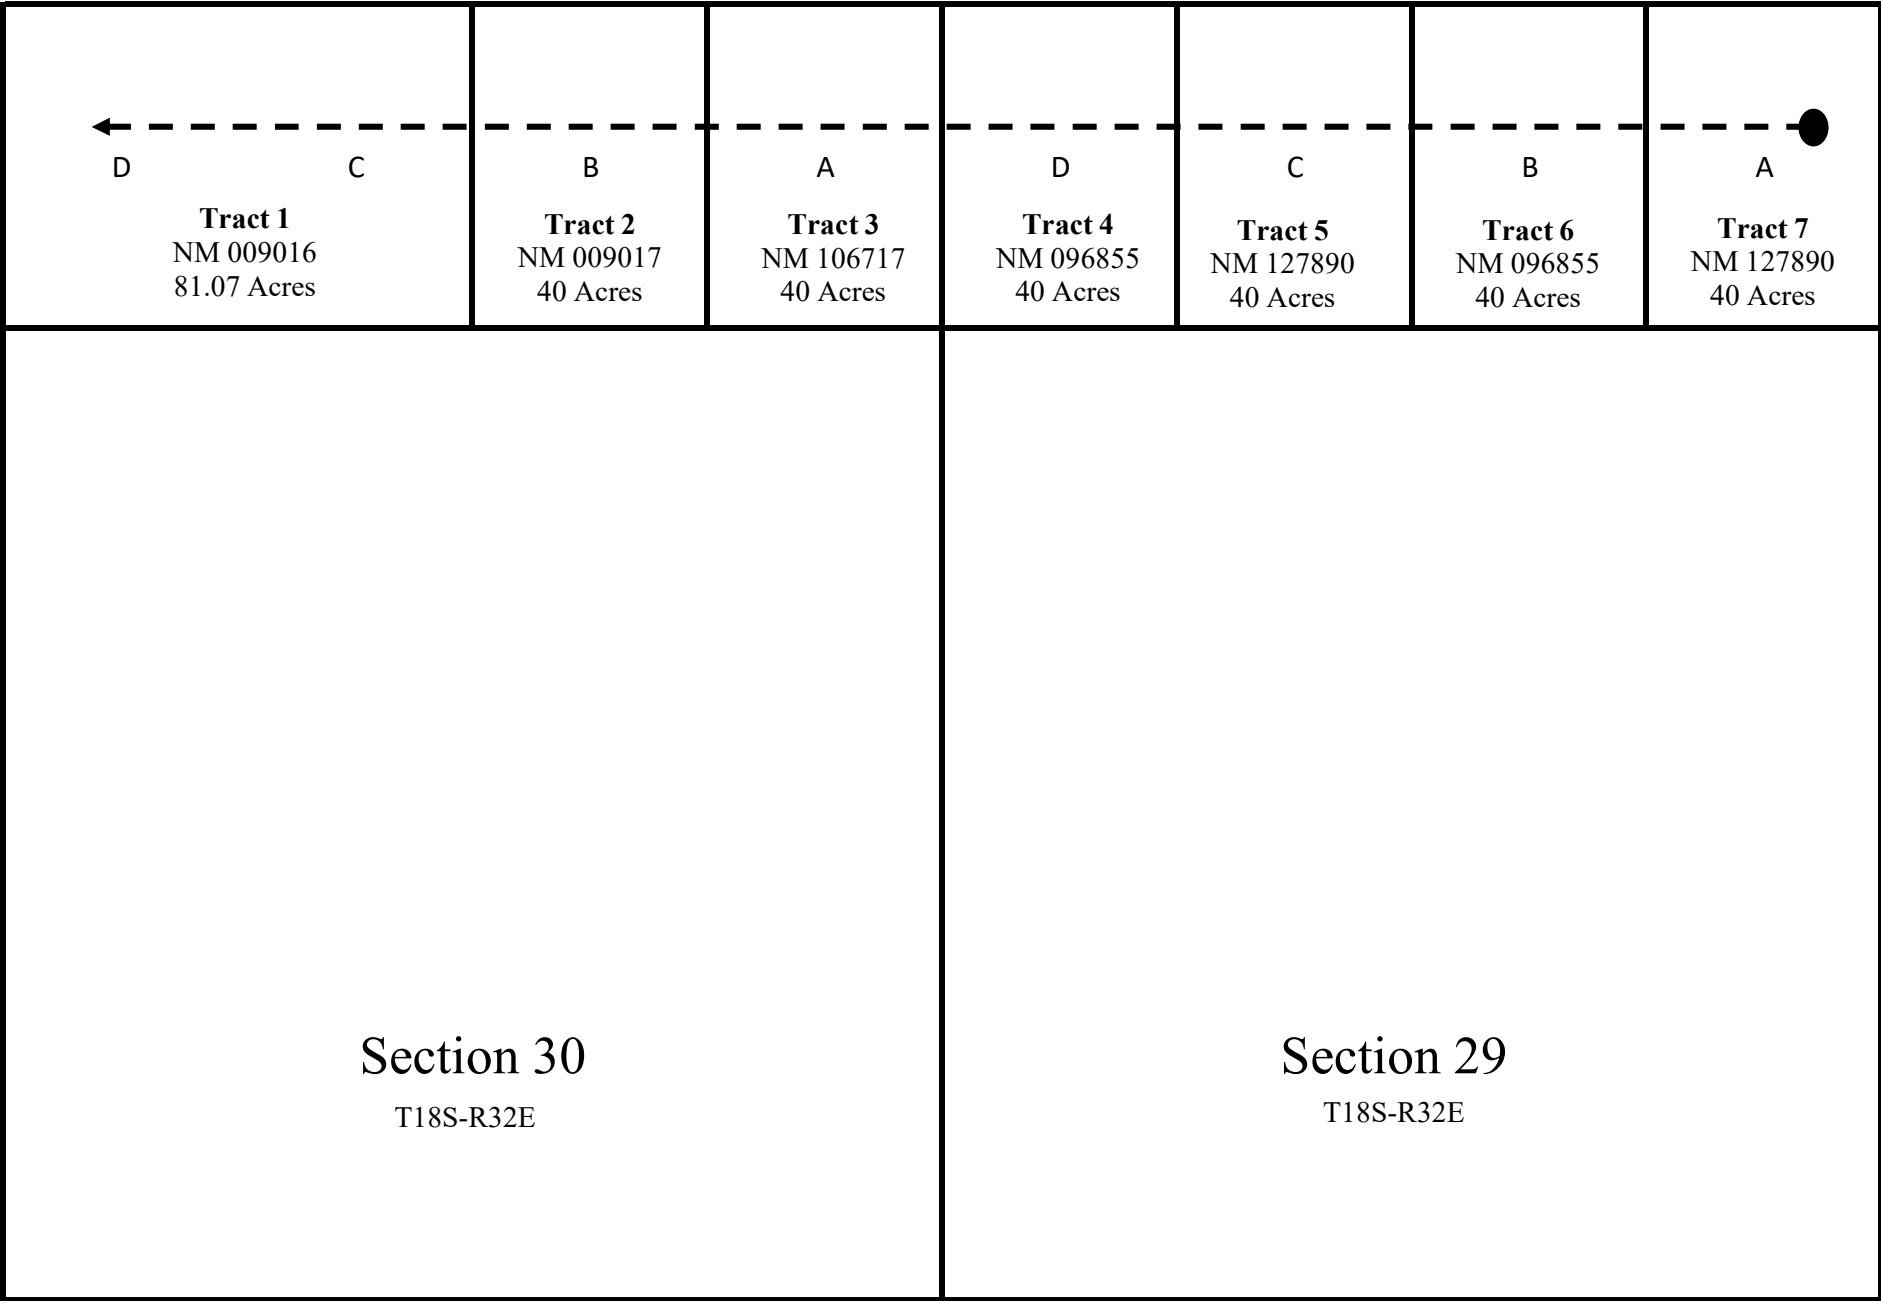 D
C
B
A
D
C
B
A
Tract 1
NM 009016
81.07 Acres
Tract 2
NM 009017
40 Acres
Tract 3
NM 106717
40 Acres
Tract 4
NM 096855
40 Acres
Tract 5
NM 127890
40 Acres
Tract 6
NM 096855
40 Acres
Tract 7
NM 127890
40 Acres
Section 30
T18S-R32E
Section 29
T18S-R32E